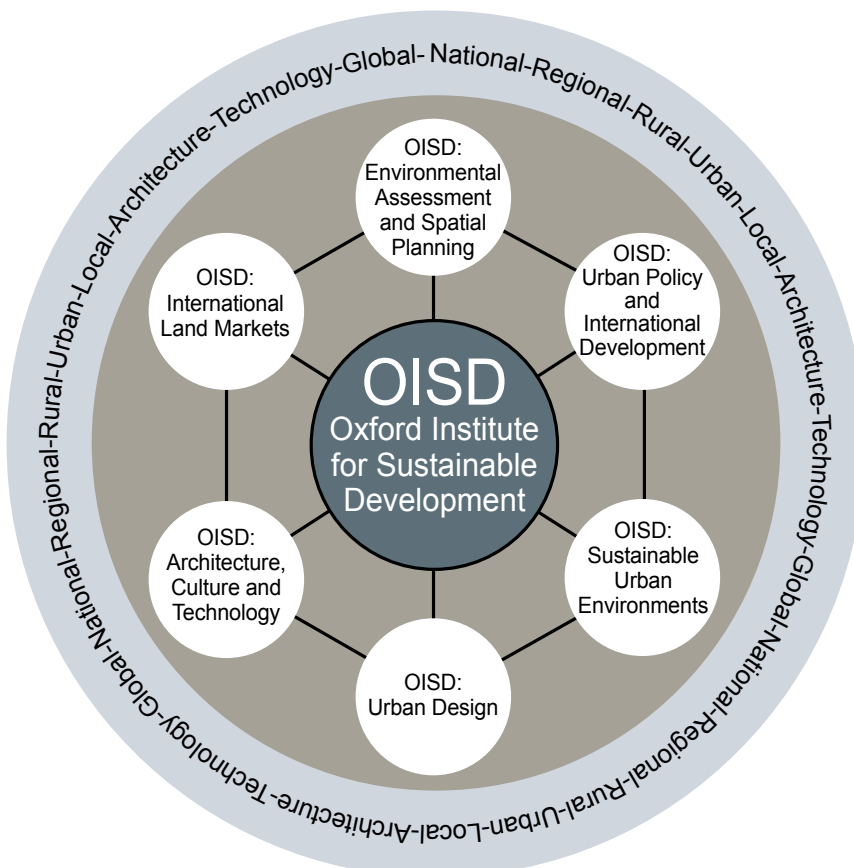 National-Regional-Rural-Urban-Local-Architecture-Technology-Global-National-Regional-Rural-Urban-Local-Architecture-Technology-Global-National-Regional-Rural-Urban-Local-Architecture-Technology-Global-
OISD:
Environmental
Assessment
and Spatial
Planning
OISD:
International
Land Markets
OISD:
Urban Policy
and
International
Development
OISD
Oxford Institute
for Sustainable
Development
OISD:
Architecture,
Culture and
Technology
OISD:
Sustainable
Urban
Environments
OISD:
Urban Design